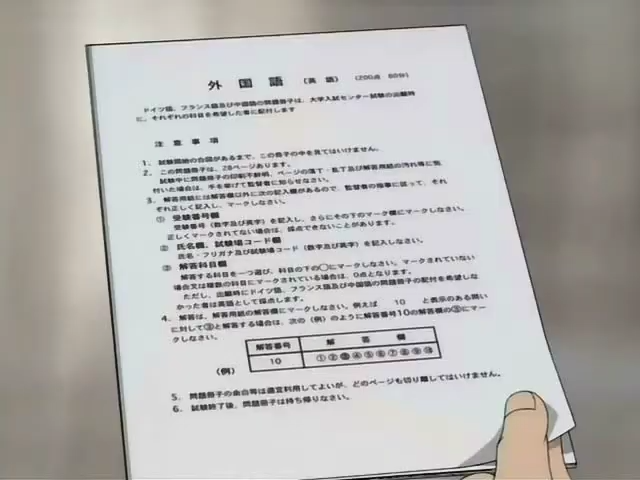 外国語 (英語) (200点 80分)
ドイツ語、フランス語及び中国語の問題冊子は、大学入試センター試験の出願時
に、それぞれの科目を希望した者に配付します
注意事項
1. 試験開始の合図があるまで、この冊子の中を見てはいけません。
2. この問題冊子は、28ページあります。
試験中に問題冊子の印刷不鮮明、ページの落丁・乱丁及び解答用紙の汚れ等に気
付いた場合は、手を挙げて監督者に知らせなさい。
3. 解答用紙には解答欄以外に次の記入欄があるので、監督者の指示に従って、それ
ぞれ正しく記入し、マークしなさい。
① 受験番号欄
受験番号(数字及び英字)を記入し、さらにその下のマーク欄にマークしなさい。
正しくマークされてない場合は、採点できないことがあります。
② 氏名欄、試験場コード欄
氏名・フリガナ及び試験場コード(数字及び英字)を記入しなさい。
③ 解答科目欄
解答する科目を一つ選び、科目の下の○にマークしなさい。マークされていない
場合又は複数の科目にマークされている場合は、0点となります。
ただし、出願時にドイツ語、フランス語及び中国語の問題冊子の配付を希望しな
かった者は英語として採点します。
4. 解答は、解答用紙の解答欄にマークしなさい。例えば 10 と表示のある問い
に対して③と解答する場合は、次の(例)のように解答番号10の解答欄の③にマー
クしなさい。
解答番号 解答欄
(例) 10 ①②③④⑤⑥⑦⑧⑨
5. 問題冊子の余白等は適宜利用してよいが、どのページも切り離してはいけません。
6. 試験終了後、問題冊子は持ち帰りなさい。